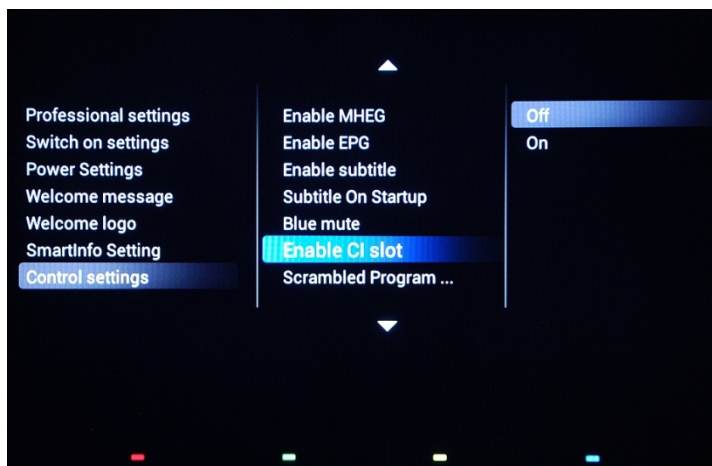 Professional settings
Switch on settings
Power Settings
Welcome message
Welcome logo
SmartInfo Setting
Control settings
Enable MHEG
Enable EPG
Enable subtitle
Subtitle On Startup
Blue mute
Enable CI slot
Scrambled Program ...
Off
On